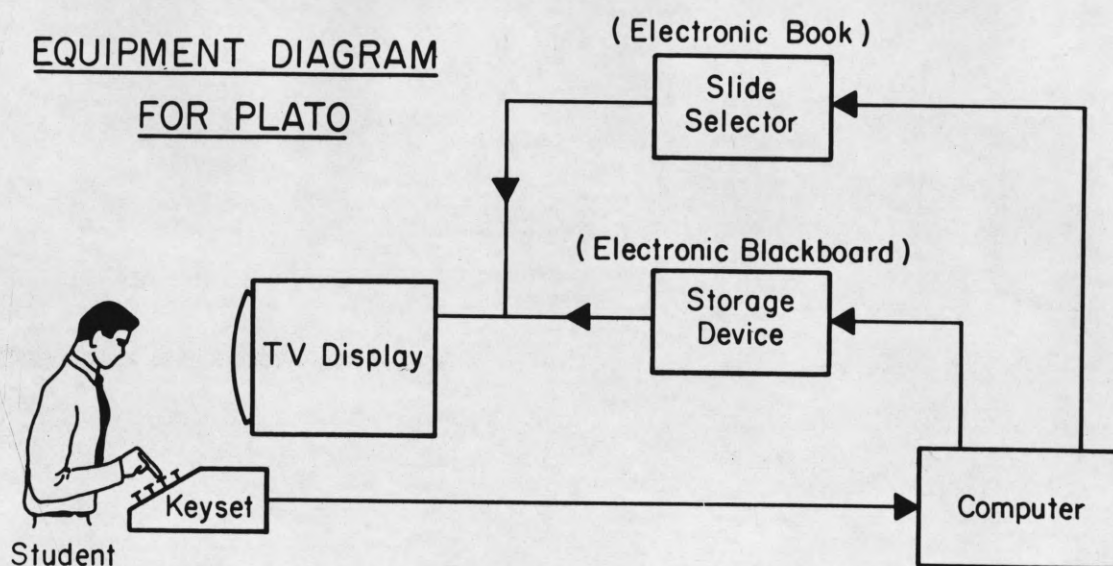 EQUIPMENT DIAGRAM
FOR PLATO
( Electronic Book )
Slide
Selector
( Electronic Blackboard )
Storage
Device
TV Display
Keyset
Computer
Student